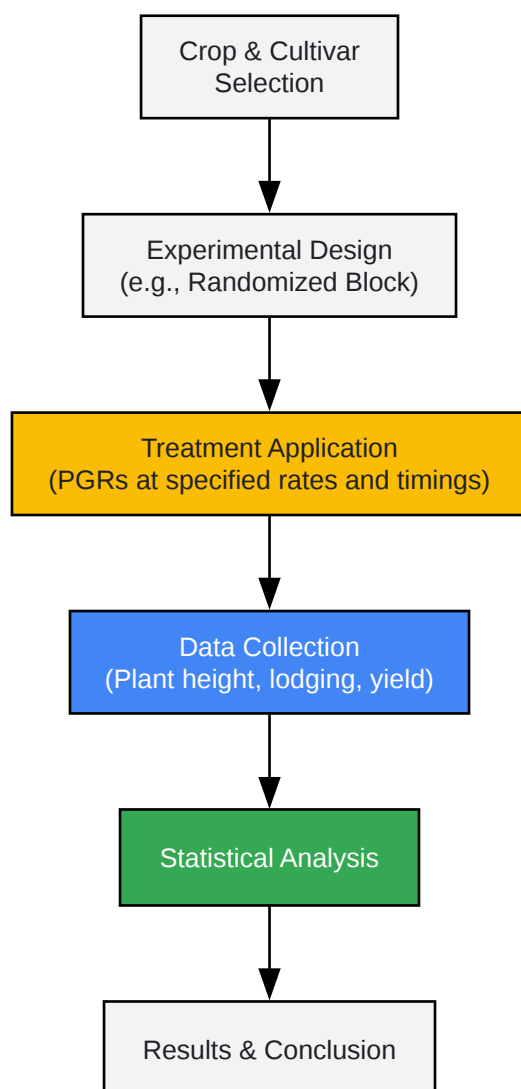 Crop & Cultivar
Selection
Experimental Design
(e.g., Randomized Block)
Treatment Application
(PGRs at specified rates and timings)
Data Collection
(Plant height, lodging, yield)
Statistical Analysis
Results & Conclusion